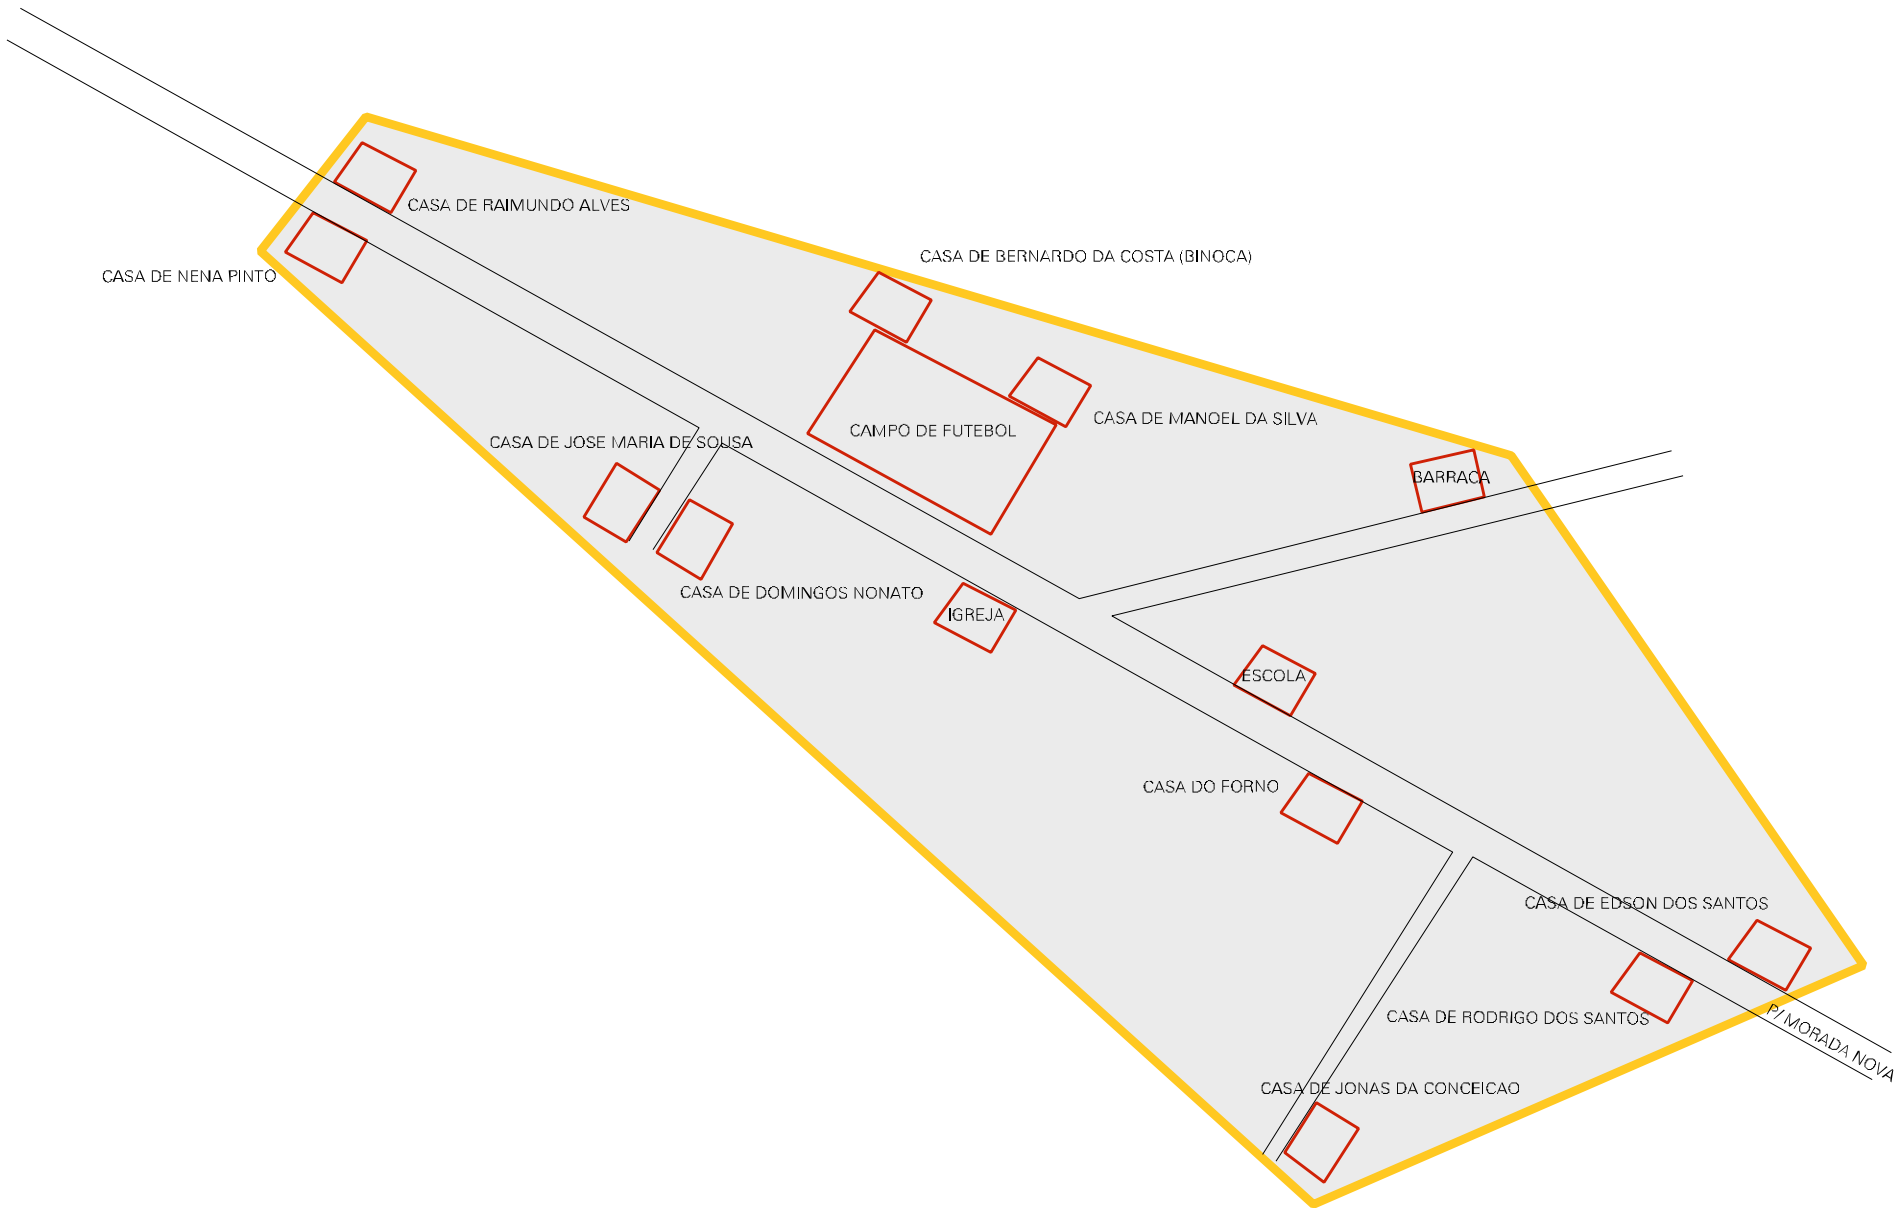 CASA DE RAIMUNDO ALVES
CASA DE BERNARDO DA COSTA (BINOCA)
CASA DE NENA PINTO
CASA DE MANOEL DA SILVA
CAMPO DE FUTEBOL
CASA DE JOSE MARIA DE SOUSA
BARRACA
CASA DE DOMINGOS NONATO
IGREJA
ESCOLA
CASA DO FORNO
CASA DE EDSON DOS SANTOS
CASA DE RODRIGO DOS SANTOS
P/ MORADA NOVA
CASA DE JONAS DA CONCEICAO